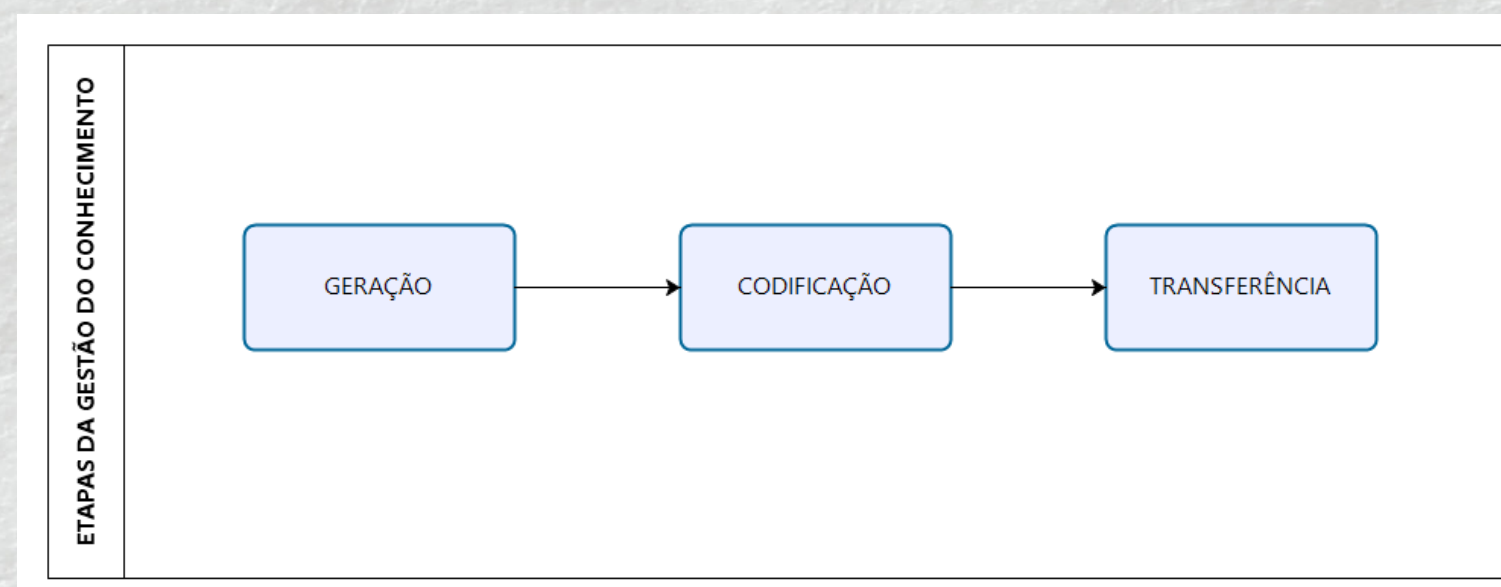 ETAPAS DA GESTÃO DO CONHECIMENTO
GERAÇÃO
CODIFICAÇÃO
TRANSFERÊNCIA